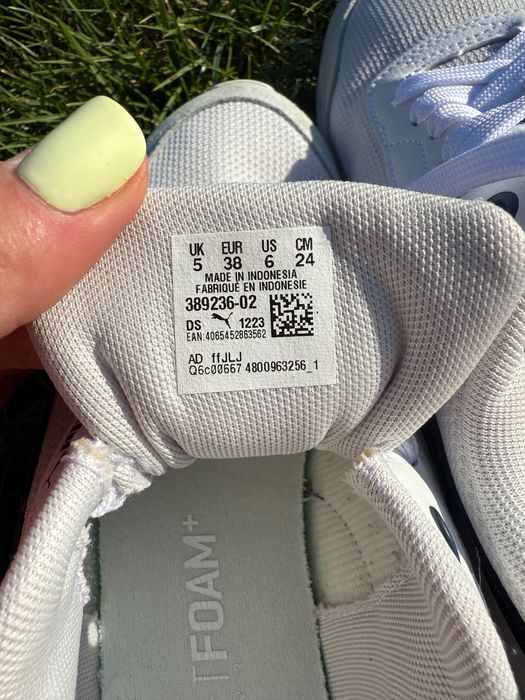 UK EUR US CM
5 38 6 24
MADE IN INDONESIA
FABRIQUÉ EN INDONESIE
389236-02
DS 1223
EAN:4065452863562
AD ffJLJ
Q6c00667 4800963256_1
FOAM+